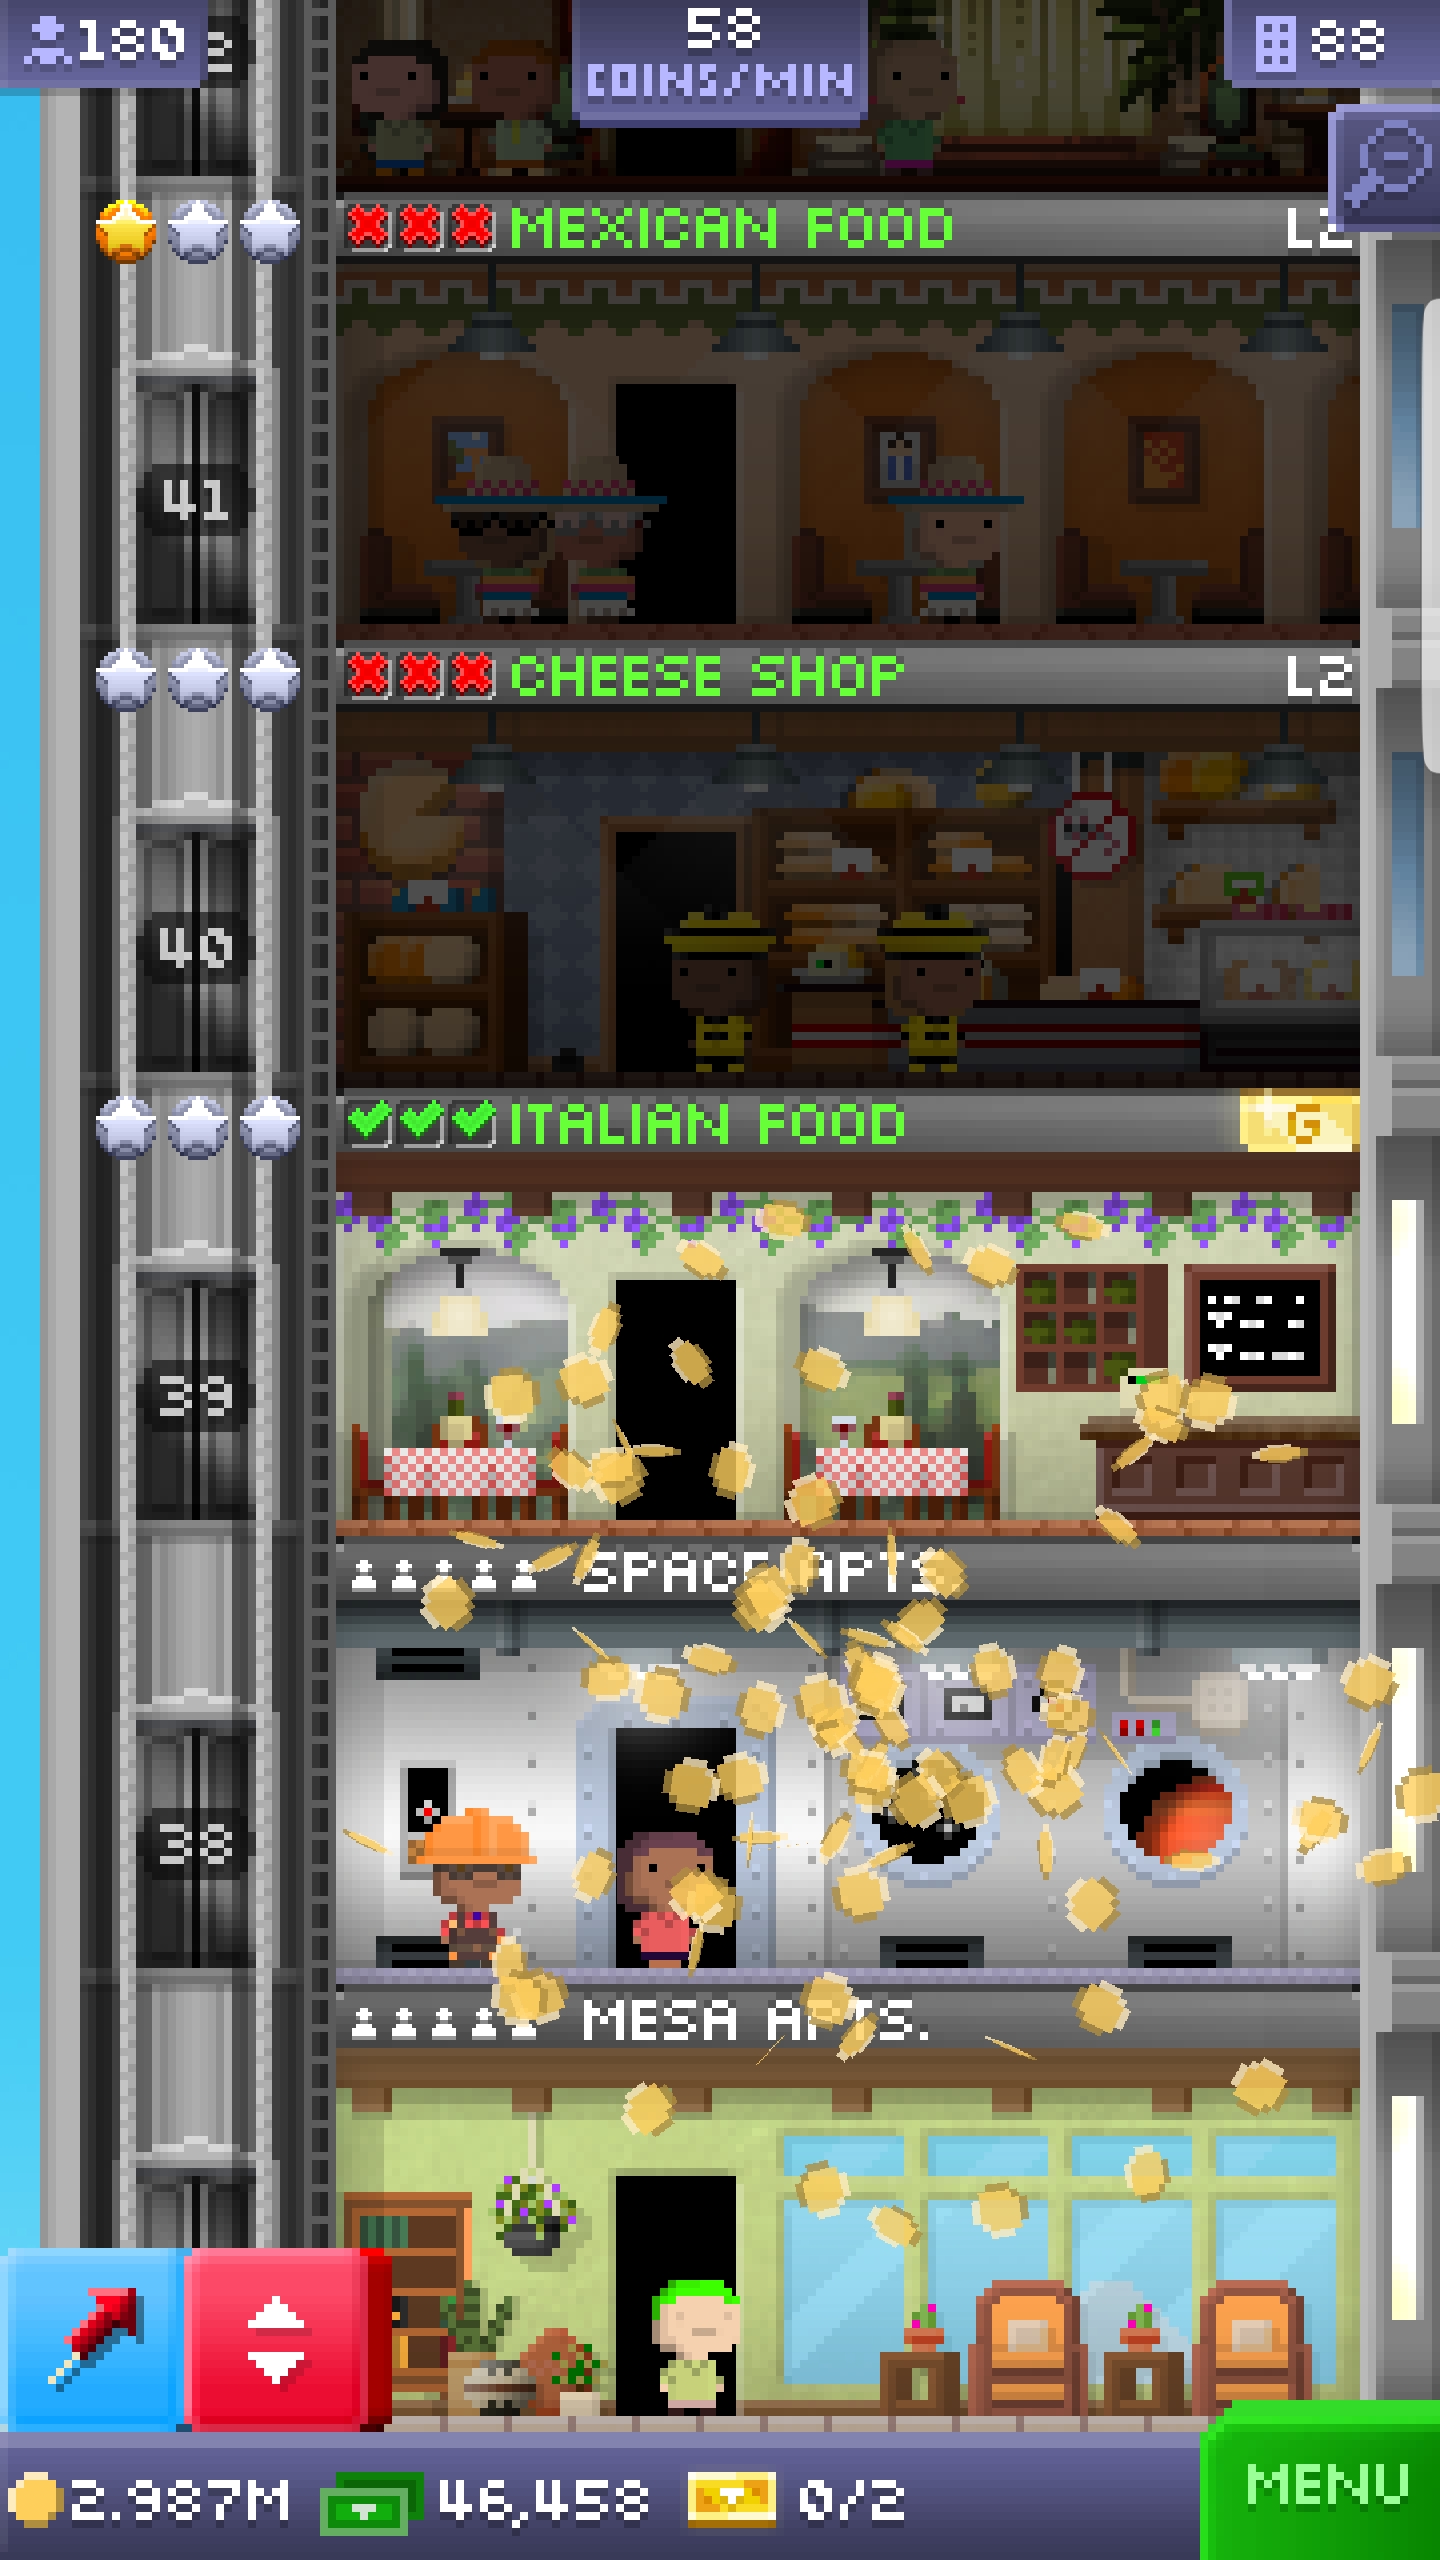 180
58
COINS/MIN
88
MEXICAN FOOD
41
CHEESE SHOP L2
40
ITALIAN FOOD G
39
SPACE APTS.
38
MESA APTS.
2.987M 46,458 0/2 MENU